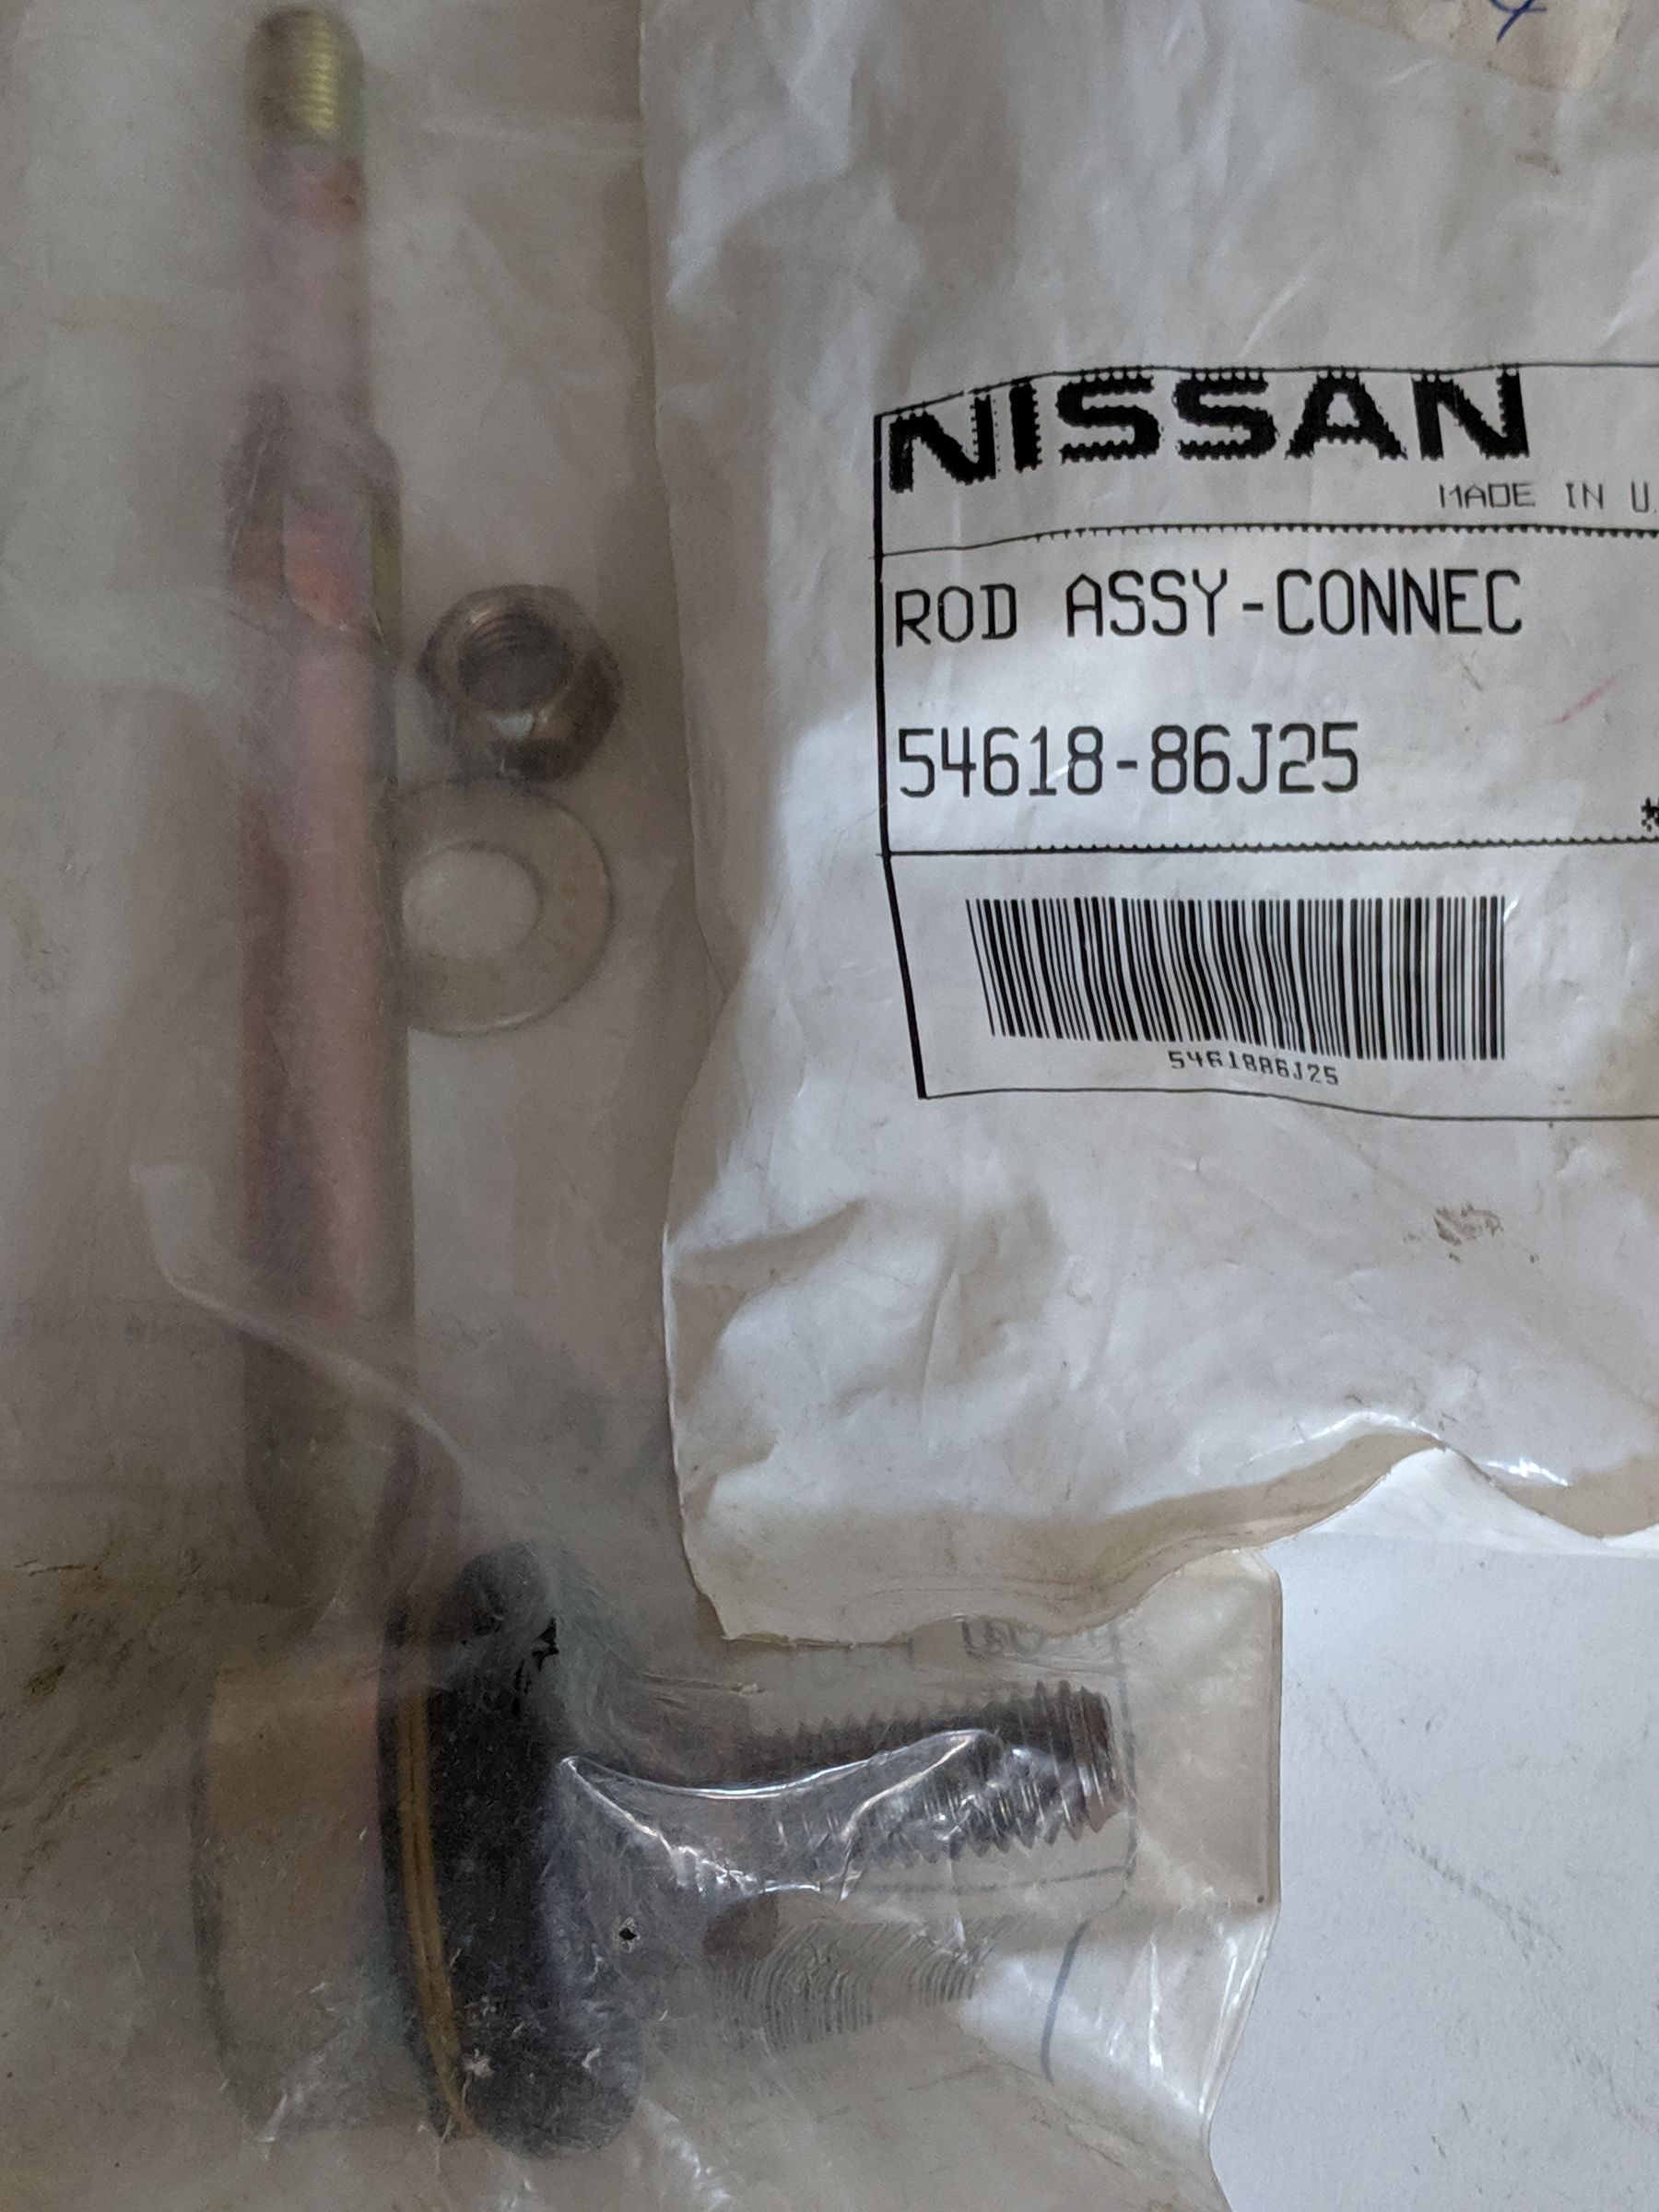 NISSAN
MADE IN U.
ROD ASSY-CONNEC
54618-86J25
*
5461886J25